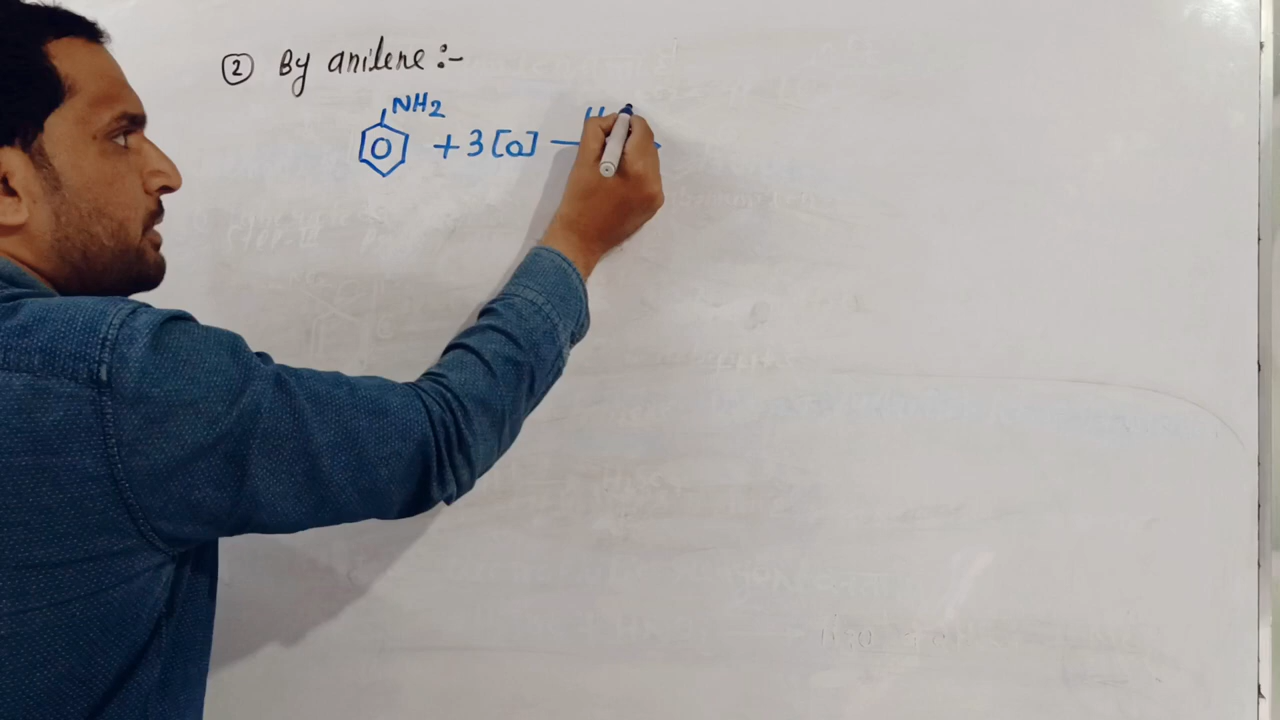 ② By anilene :-
NH2
+ 3 [O] →